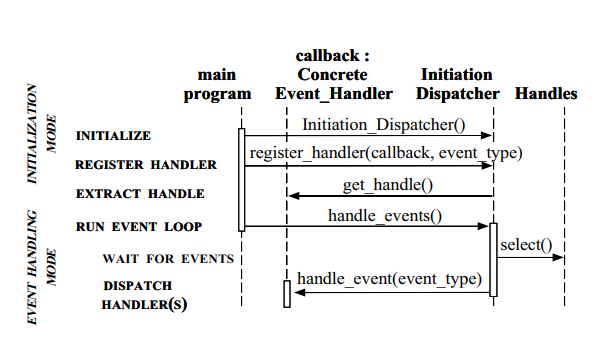 callback :
main Concrete Initiation
program Event_Handler Dispatcher Handles
INITIALIZATION
MODE
INITIALIZE Initiation_Dispatcher()
REGISTER HANDLER register_handler(callback, event_type)
EXTRACT HANDLE get_handle()
EVENT HANDLING
MODE
RUN EVENT LOOP handle_events()
WAIT FOR EVENTS select()
DISPATCH handle_event(event_type)
HANDLER(S)